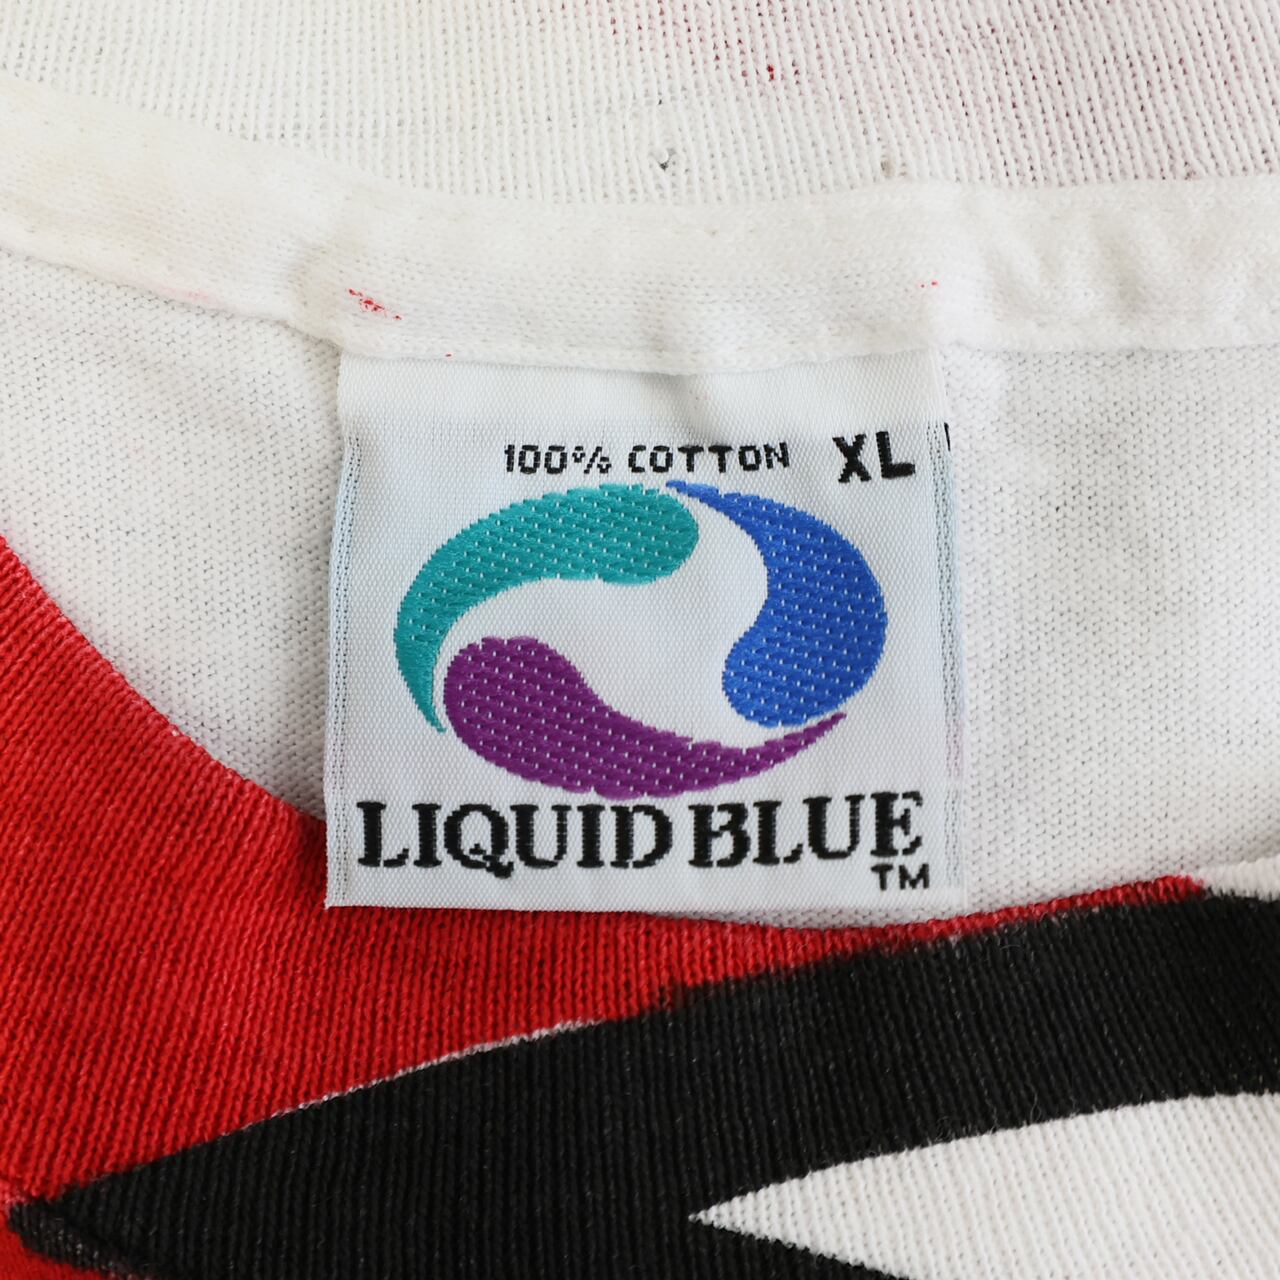 100% COTTON XL
LIQUID BLUE
TM